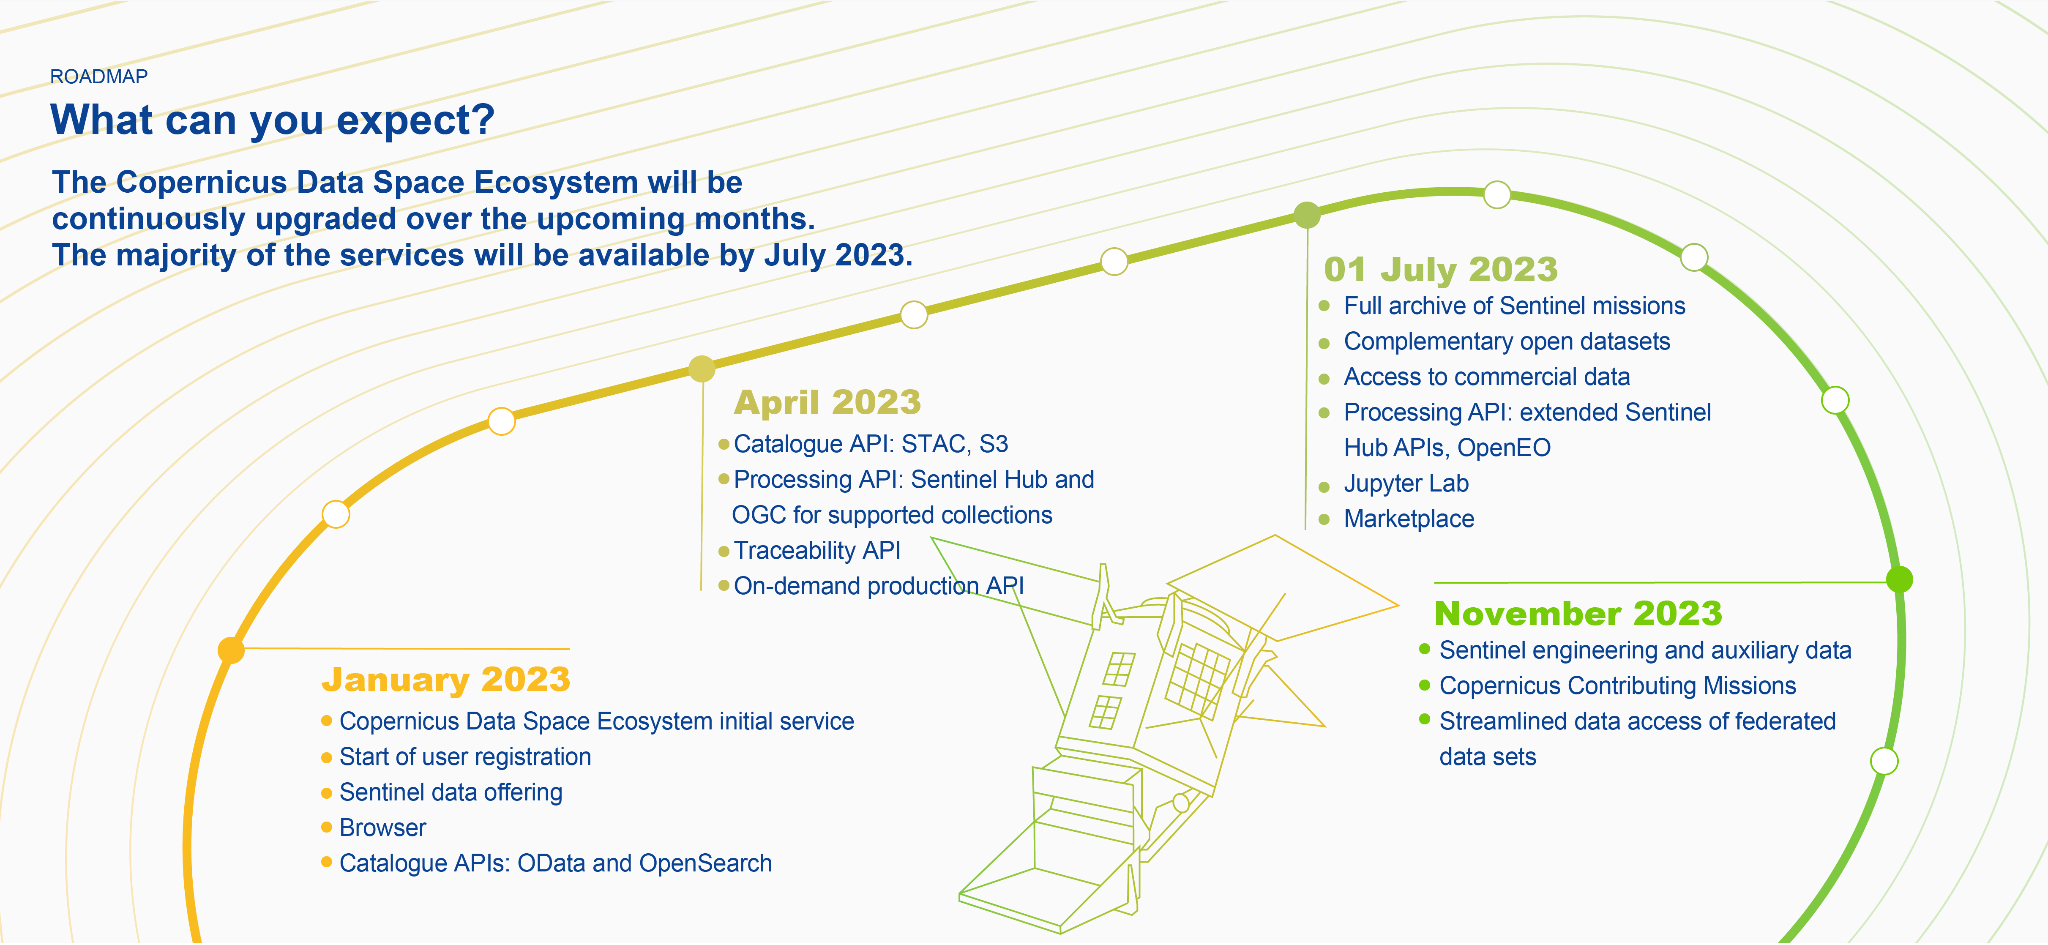 ROADMAP
What can you expect?
The Copernicus Data Space Ecosystem will be
continuously upgraded over the upcoming months.
The majority of the services will be available by July 2023.
January 2023
Copernicus Data Space Ecosystem initial service
Start of user registration
Sentinel data offering
Browser
Catalogue APIs: OData and OpenSearch
April 2023
Catalogue API: STAC, S3
Processing API: Sentinel Hub and
OGC for supported collections
Traceability API
On-demand production API
01 July 2023
Full archive of Sentinel missions
Complementary open datasets
Access to commercial data
Processing API: extended Sentinel
Hub APIs, OpenEO
Jupyter Lab
Marketplace
November 2023
Sentinel engineering and auxiliary data
Copernicus Contributing Missions
Streamlined data access of federated
data sets